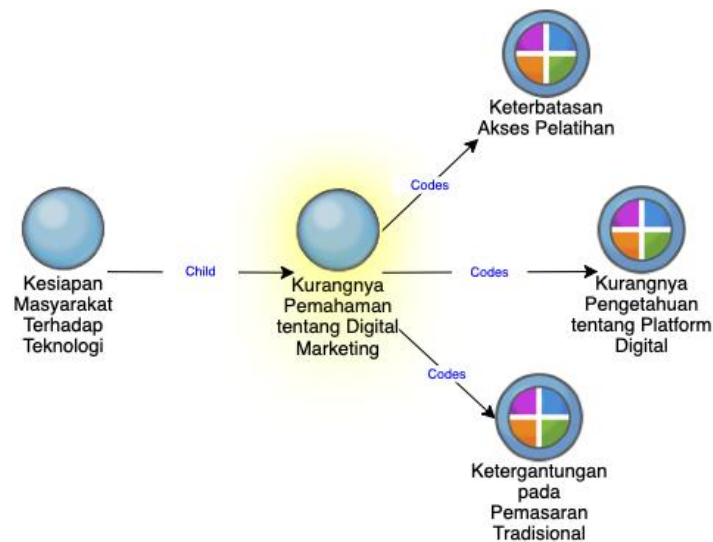 Keterbatasan
Akses Pelatihan
Codes
Kesiapan
Masyarakat
Terhadap
Teknologi
Child
Kurangnya
Pemahaman
tentang Digital
Marketing
Codes
Kurangnya
Pengetahuan
tentang Platform
Digital
Codes
Ketergantungan
pada
Pemasaran
Tradisional